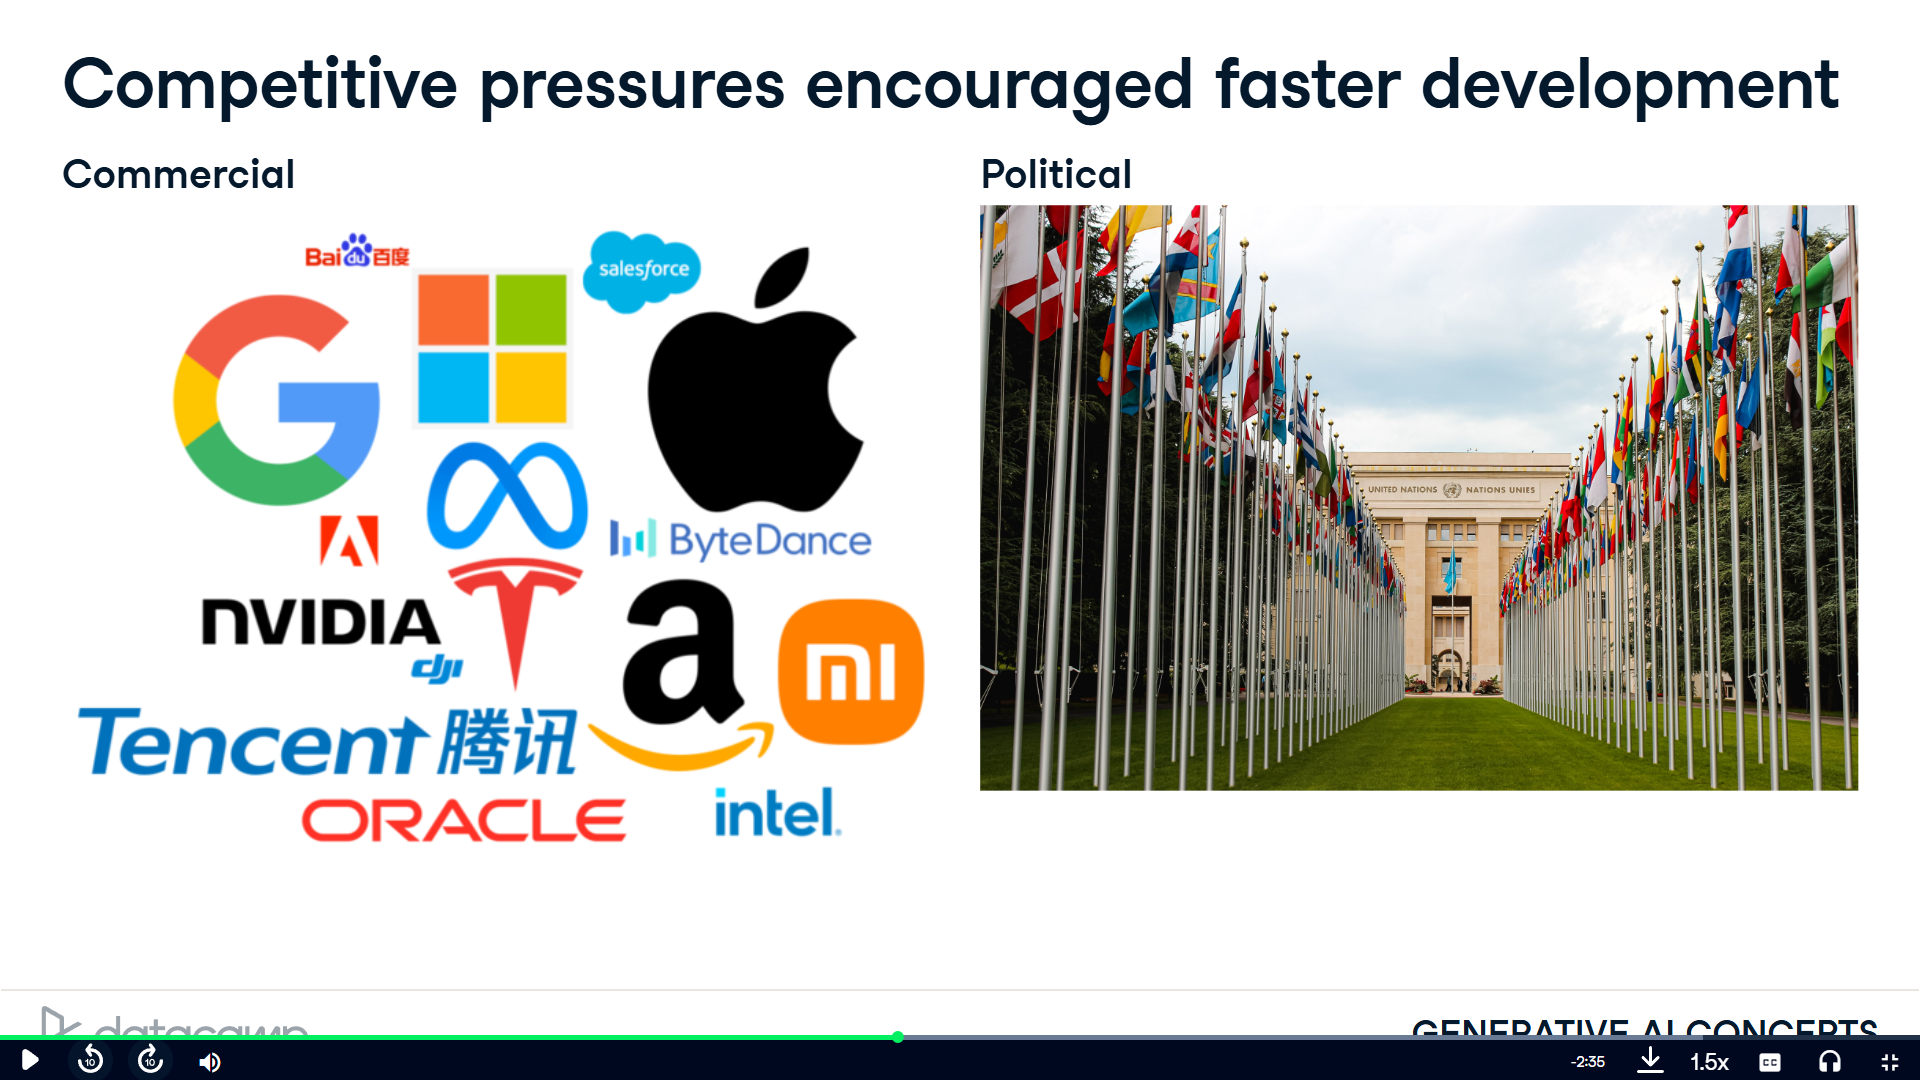 Competitive pressures encouraged faster development
Commercial
Political
Bai du 百度
salesforce
ByteDance
NVIDIA
dji
a
mi
Tencent 腾讯
ORACLE
intel.
UNITED NATIONS NATIONS UNIES
datacamp
GENERATIVE AI CONCEPTS
10
10
-2:35
1.5x
CC